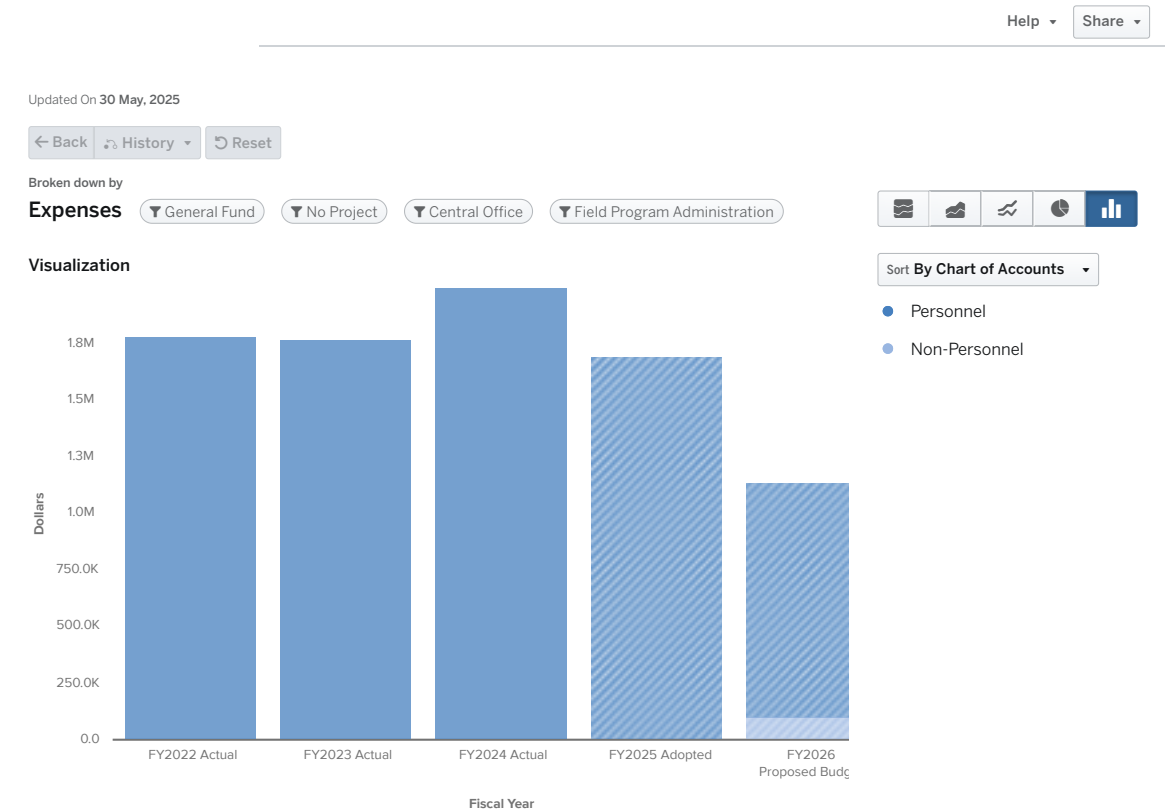 Help
Share
Updated On 30 May, 2025
Back
History
Reset
Broken down by
Expenses
General Fund
No Project
Central Office
Field Program Administration
Visualization
Sort By Chart of Accounts
Personnel
Non-Personnel
Dollars
1.8M
1.5M
1.3M
1.0M
750.0K
500.0K
250.0K
0.0
FY2022 Actual
FY2023 Actual
FY2024 Actual
FY2025 Adopted
FY2026
Proposed Budg
Fiscal Year